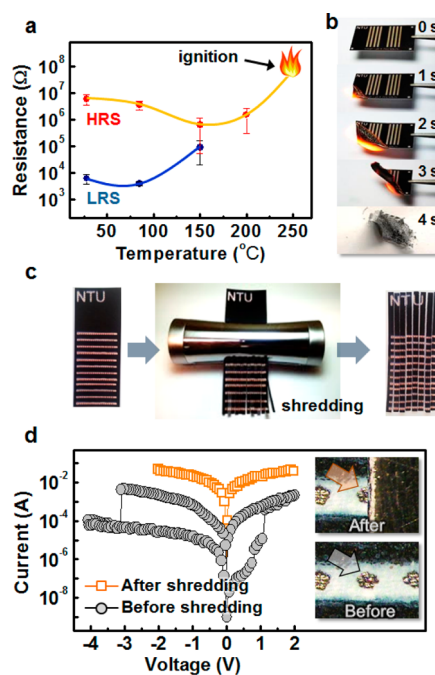 a
ignition
Resistance (Ω)
10⁸
10⁷
10⁶
10⁵
10⁴
10³
HRS
LRS
50 100 150 200 250
Temperature (°C)
b
NTU
0 s
1 s
2 s
3 s
4 s
c
NTU
NTU
NTU
shredding
d
Current (A)
10⁻²
10⁻⁴
10⁻⁶
10⁻⁸
After shredding
Before shredding
-4 -3 -2 -1 0 1 2
Voltage (V)
After
Before